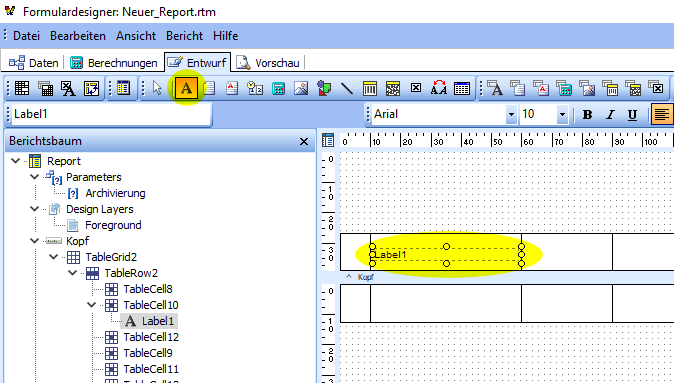 Formulardesigner: Neuer_Report.rtm
Datei Bearbeiten Ansicht Bericht Hilfe
Daten Berechnungen Entwurf Vorschau
Label1 Arial 10 B I U
Berichtsbaum
0 10 20 30 40 50 60 70 80 90 100
Report
Parameters
Archivierung
Design Layers
Foreground
Kopf
TableGrid2
TableRow2
TableCell8
TableCell10
Label1
TableCell12
TableCell9
TableCell11
Label1
^ Kopf